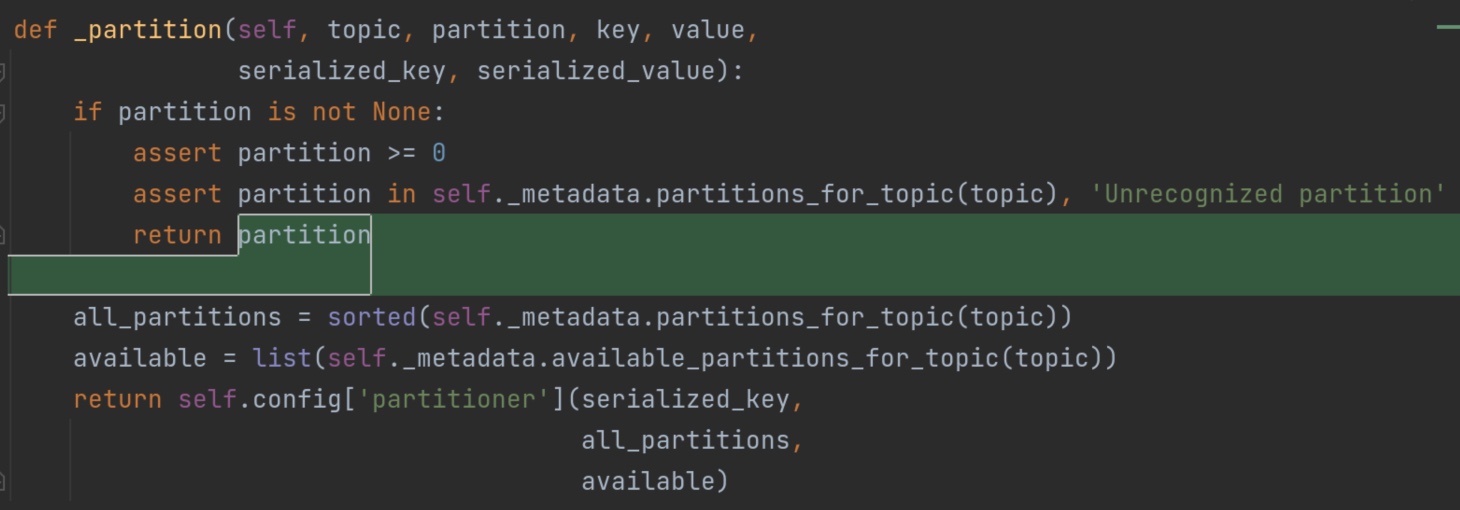 def _partition(self, topic, partition, key, value,
               serialized_key, serialized_value):
    if partition is not None:
        assert partition >= 0
        assert partition in self._metadata.partitions_for_topic(topic), 'Unrecognized partition'
        return partition

    all_partitions = sorted(self._metadata.partitions_for_topic(topic))
    available = list(self._metadata.available_partitions_for_topic(topic))
    return self.config['partitioner'](serialized_key,
                                      all_partitions,
                                      available)